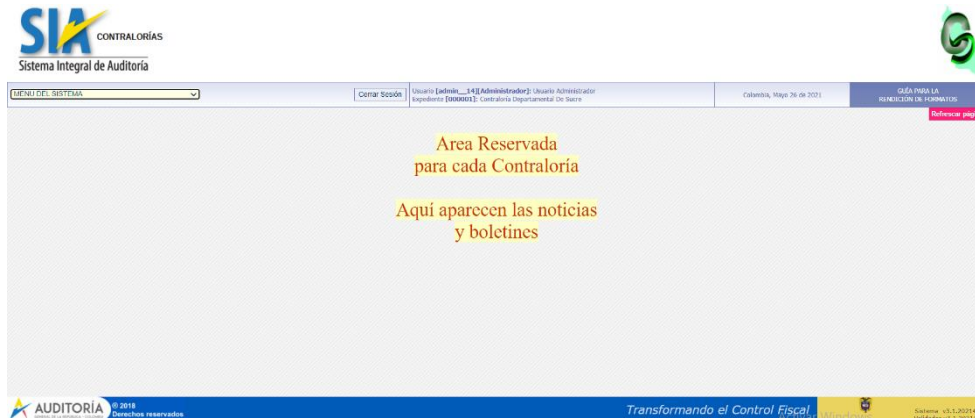 SIA CONTRALORÍAS
Sistema Integral de Auditoría
MENU DEL SISTEMA
Cerrar Sesión
Usuario [admin__14][Administrador]: Usuario Administrador
Expediente [000001]: Contraloría Departamental De Sucre
Colombia, Mayo 26 de 2021
GUÍA PARA LA
RENDICIÓN DE FORMATOS
Refrescar pági
Area Reservada
para cada Contraloría
Aquí aparecen las noticias
y boletines
AUDITORÍA
© 2018
Derechos reservados
Transformando el Control Fiscal
Windows
Sistema v3.1.2021